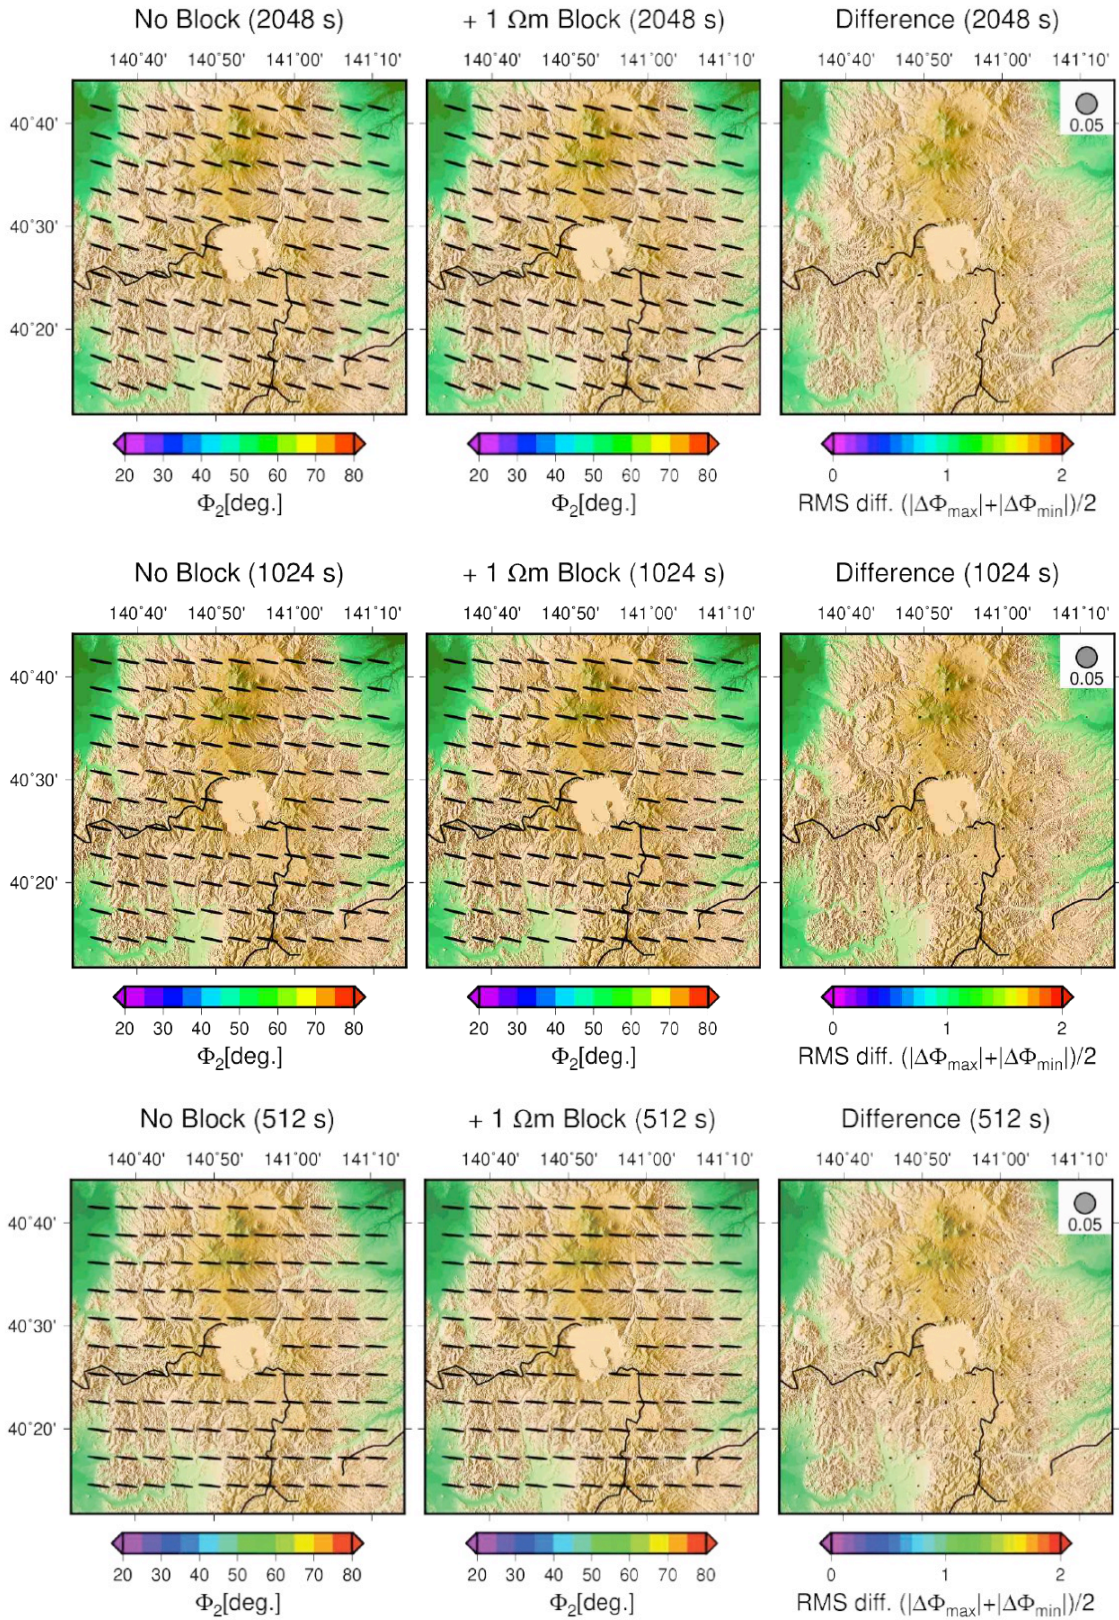 No Block (2048 s) + 1 Ωm Block (2048 s) Difference (2048 s)
140˚40' 140˚50' 141˚00' 141˚10' 140˚40' 140˚50' 141˚00' 141˚10' 140˚40' 140˚50' 141˚00' 141˚10'
40˚40'
0.05
40˚30'
40˚20'
20 30 40 50 60 70 80 20 30 40 50 60 70 80 0 1 2
Φ2[deg.] Φ2[deg.] RMS diff. (|ΔΦmax|+|ΔΦmin|)/2
No Block (1024 s) + 1 Ωm Block (1024 s) Difference (1024 s)
140˚40' 140˚50' 141˚00' 141˚10' 140˚40' 140˚50' 141˚00' 141˚10' 140˚40' 140˚50' 141˚00' 141˚10'
40˚40'
0.05
40˚30'
40˚20'
20 30 40 50 60 70 80 20 30 40 50 60 70 80 0 1 2
Φ2[deg.] Φ2[deg.] RMS diff. (|ΔΦmax|+|ΔΦmin|)/2
No Block (512 s) + 1 Ωm Block (512 s) Difference (512 s)
140˚40' 140˚50' 141˚00' 141˚10' 140˚40' 140˚50' 141˚00' 141˚10' 140˚40' 140˚50' 141˚00' 141˚10'
40˚40'
0.05
40˚30'
40˚20'
20 30 40 50 60 70 80 20 30 40 50 60 70 80 0 1 2
Φ2[deg.] Φ2[deg.] RMS diff. (|ΔΦmax|+|ΔΦmin|)/2